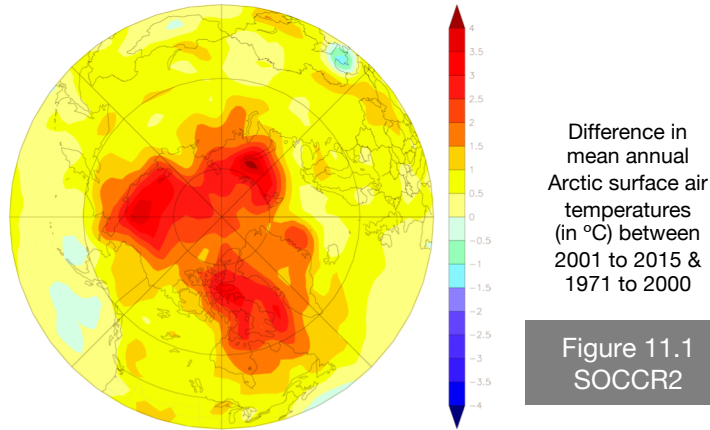 4
3.5
3
2.5
2
1.5
1
0.5
0
−0.5
−1
−1.5
−2
−2.5
−3
−3.5
−4
Difference in
mean annual
Arctic surface air
temperatures
(in ºC) between
2001 to 2015 &
1971 to 2000
Figure 11.1
SOCCR2